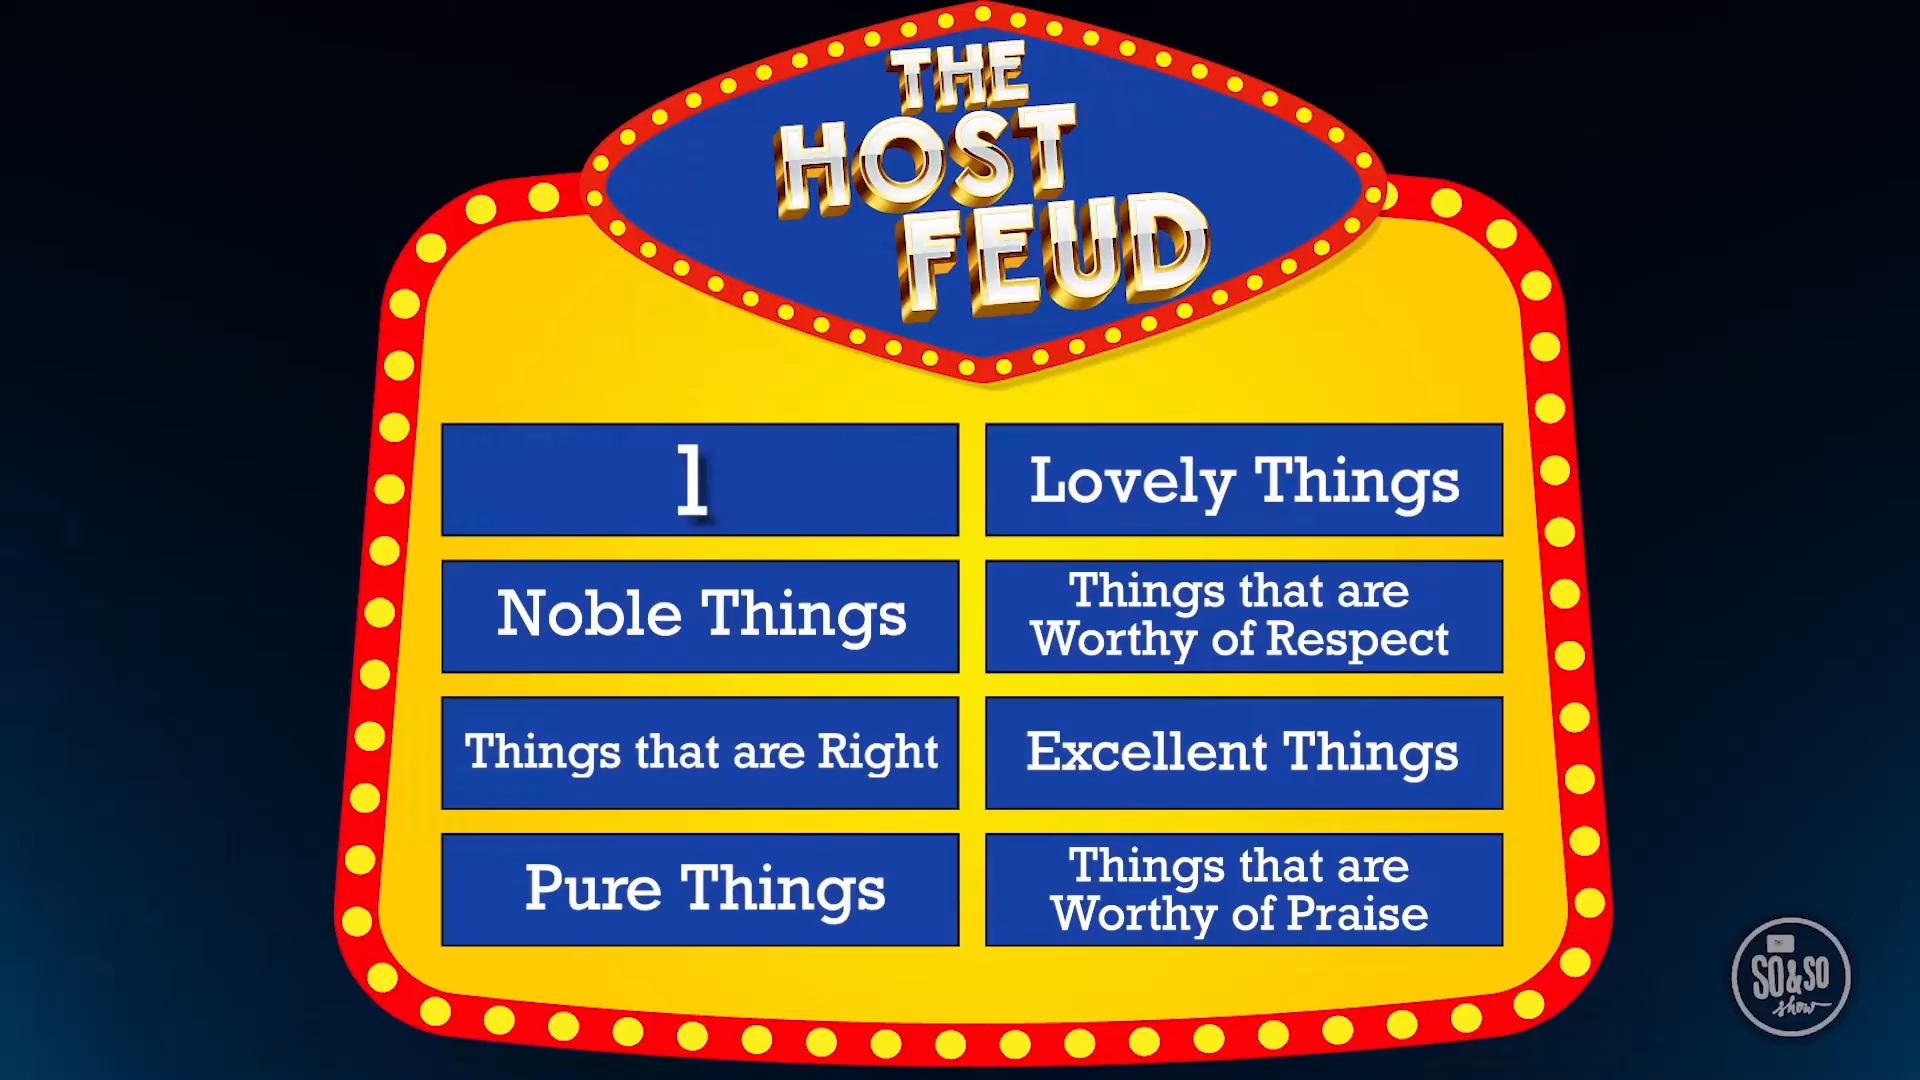 THE
HOST
FEUD
1
Lovely Things
Noble Things
Things that are
Worthy of Respect
Things that are Right
Excellent Things
Pure Things
Things that are
Worthy of Praise
SO&SO
show